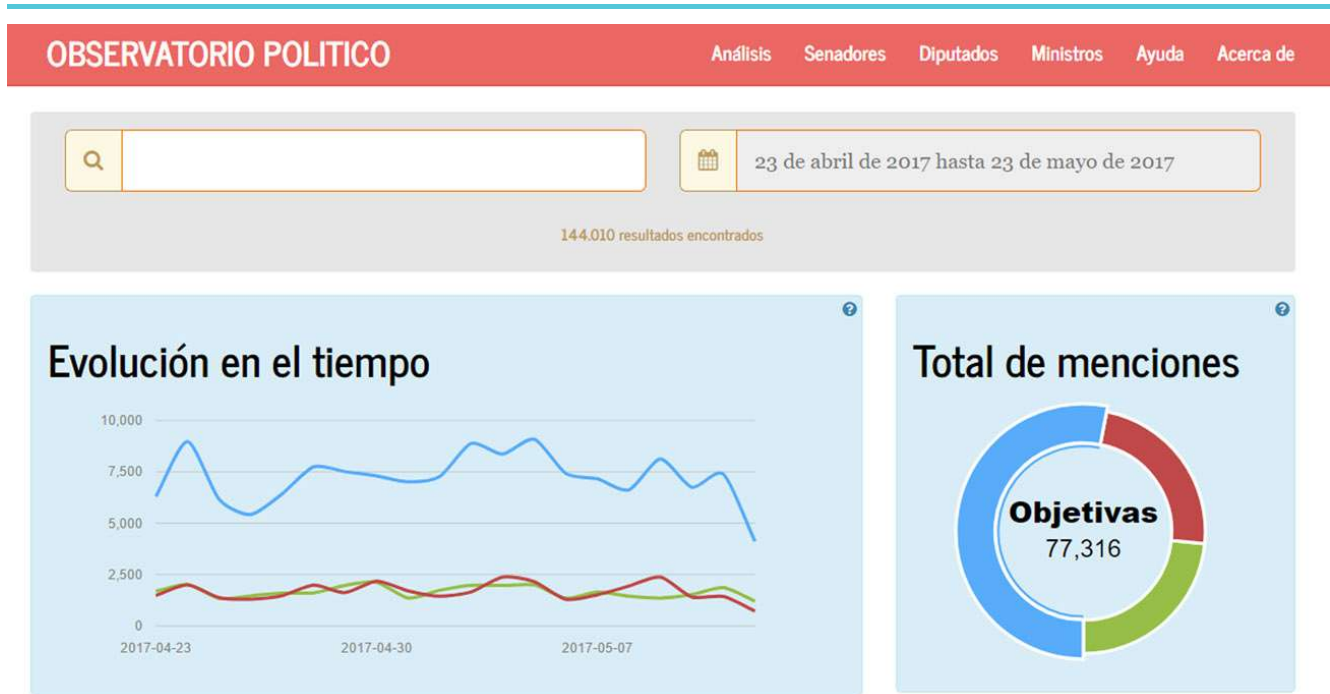 OBSERVATORIO POLITICO
Análisis Senadores Diputados Ministros Ayuda Acerca de
23 de abril de 2017 hasta 23 de mayo de 2017
144.010 resultados encontrados
Evolución en el tiempo
10,000
7,500
5,000
2,500
0
2017-04-23 2017-04-30 2017-05-07
Total de menciones
Objetivas
77,316